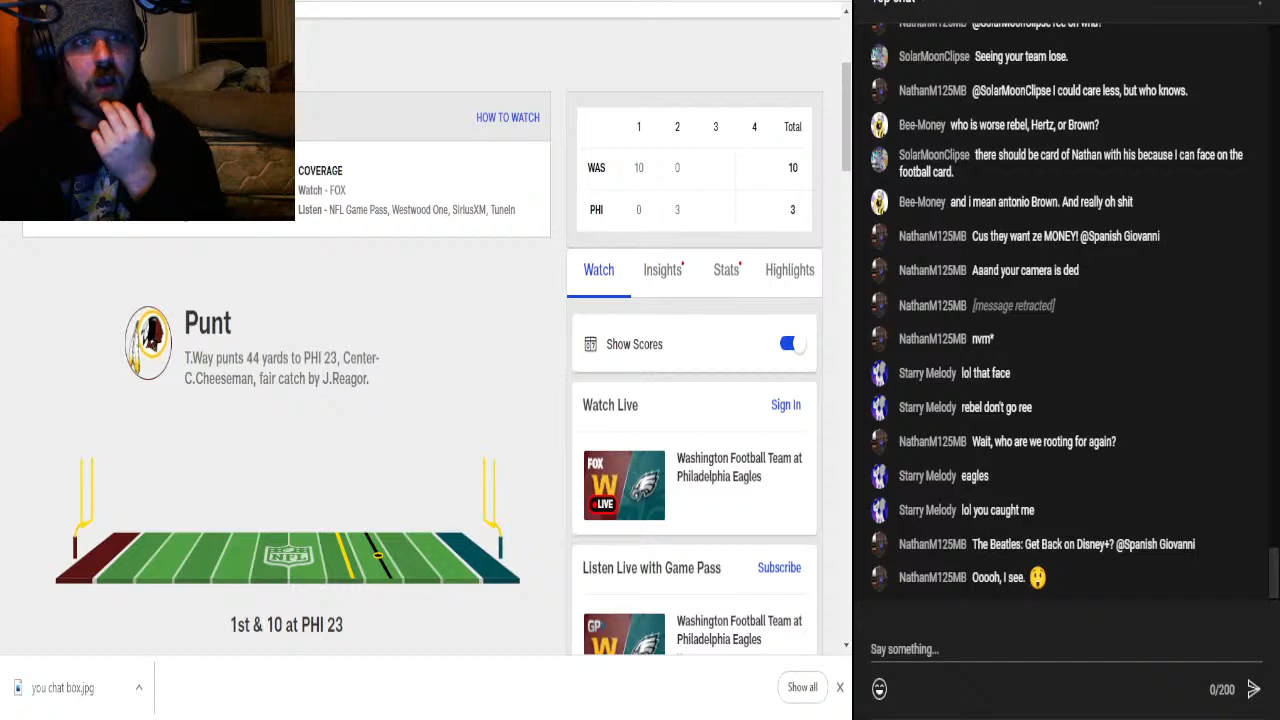 HOW TO WATCH
COVERAGE
Watch - FOX
Listen - NFL Game Pass, Westwood One, SiriusXM, TuneIn
1 2 3 4 Total
WAS 10 0 10
PHI 0 3 3
Watch Insights Stats Highlights
Show Scores
Watch Live Sign In
FOX
W
LIVE
Washington Football Team at
Philadelphia Eagles
Listen Live with Game Pass Subscribe
GP
Washington Football Team at
Philadelphia Eagles
Punt
T.Way punts 44 yards to PHI 23, Center-
C.Cheeseman, fair catch by J.Reagor.
NFL
1st & 10 at PHI 23
you chat box.jpg
Show all X
SolarMoonClipse Seeing your team lose.
NathanM125MB @SolarMoonClipse I could care less, but who knows.
Bee-Money who is worse rebel, Hertz, or Brown?
SolarMoonClipse there should be card of Nathan with his because I can face on the
football card.
Bee-Money and i mean antonio Brown. And really oh shit
NathanM125MB Cus they want ze MONEY! @Spanish Giovanni
NathanM125MB Aaand your camera is ded
NathanM125MB [message retracted]
NathanM125MB nvm*
Starry Melody lol that face
Starry Melody rebel don't go ree
NathanM125MB Wait, who are we rooting for again?
Starry Melody eagles
Starry Melody lol you caught me
NathanM125MB The Beatles: Get Back on Disney+? @Spanish Giovanni
NathanM125MB Ooooh, I see. 😲
Say something...
0/200